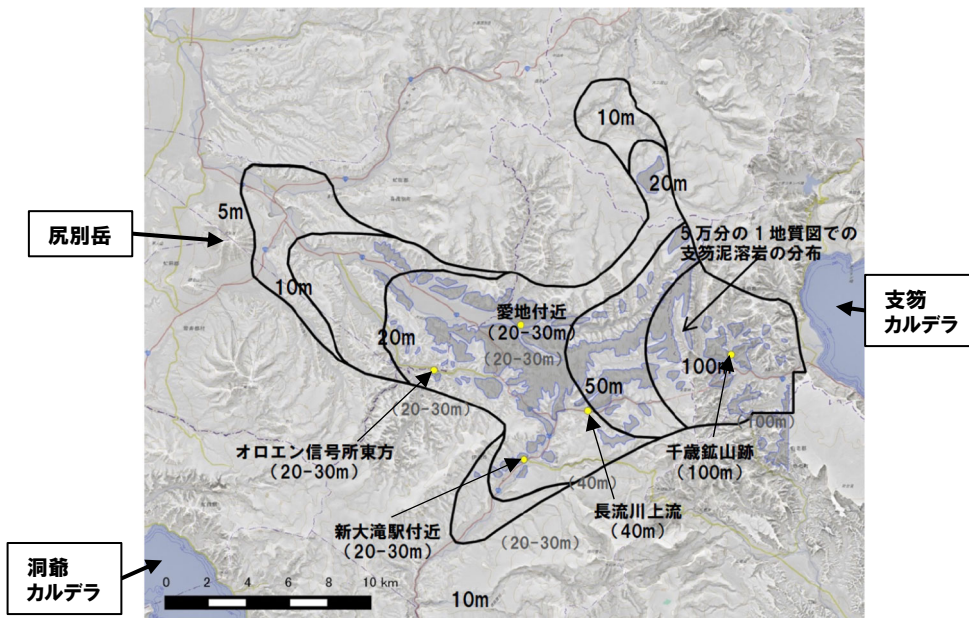 10m
20m
5m
尻別岳
5万分の1地質図での
支笏泥溶岩の分布
支笏
カルデラ
10m
愛地付近
(20-30m)
(20-30m)
20m
100m
50m
(20-30m)
(100m)
オロエン信号所東方
(20-30m)
千歳鉱山跡
(100m)
(40m)
長流川上流
(40m)
新大滝駅付近
(20-30m)
(20-30m)
洞爺
カルデラ
0 2 4 6 8 10 km
10m